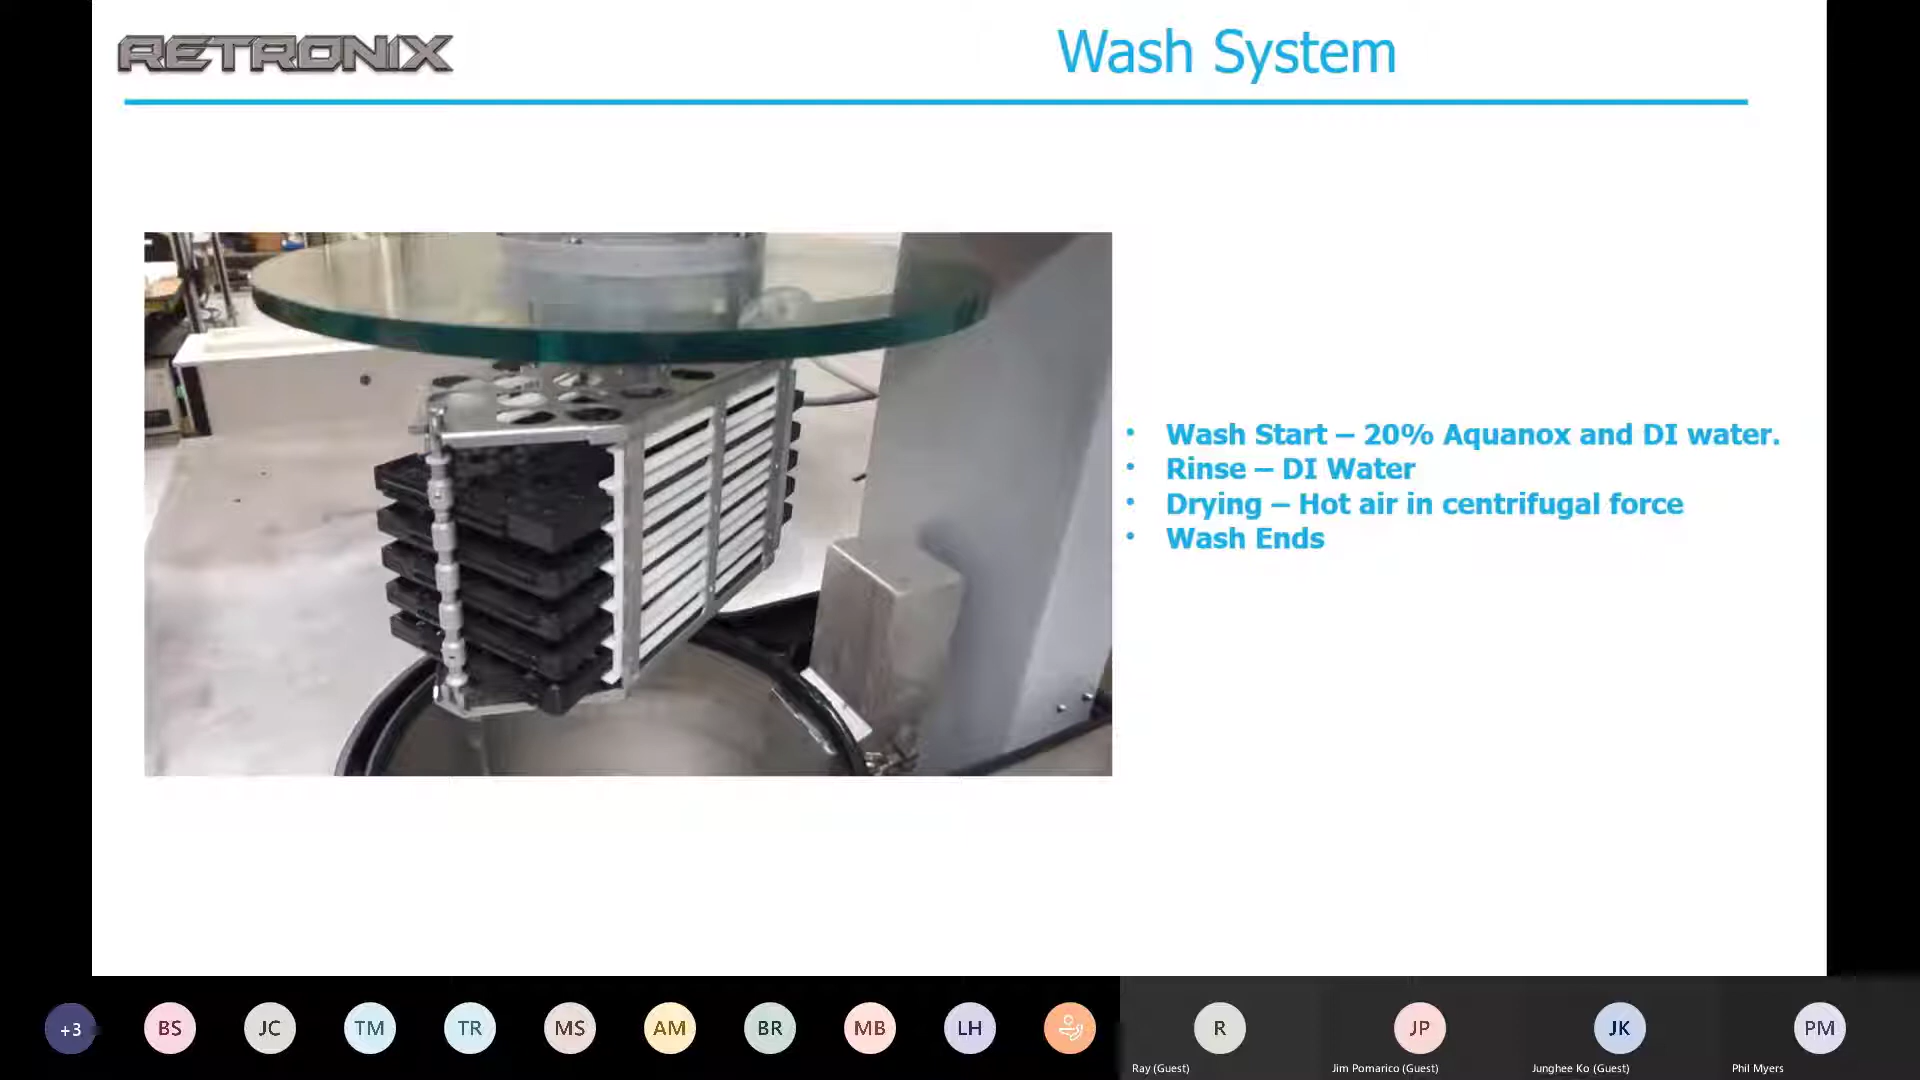 RETRONIX
Wash System
• Wash Start – 20% Aquanox and DI water.
• Rinse – DI Water
• Drying – Hot air in centrifugal force
• Wash Ends
+3
BS
JC
TM
TR
MS
AM
BR
MB
LH
R
JP
JK
PM
Ray (Guest)
Jim Pomarico (Guest)
Junghee Ko (Guest)
Phil Myers